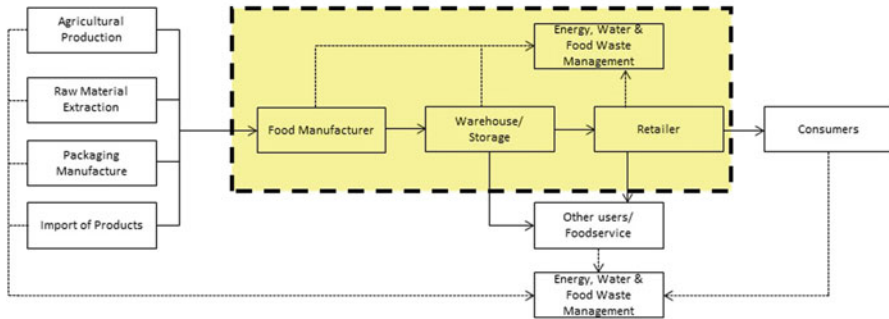 Agricultural
Production
Energy, Water &
Food Waste
Management
Raw Material
Extraction
Food Manufacturer
Warehouse/
Storage
Retailer
Consumers
Packaging
Manufacture
Import of Products
Other users/
Foodservice
Energy, Water &
Food Waste
Management